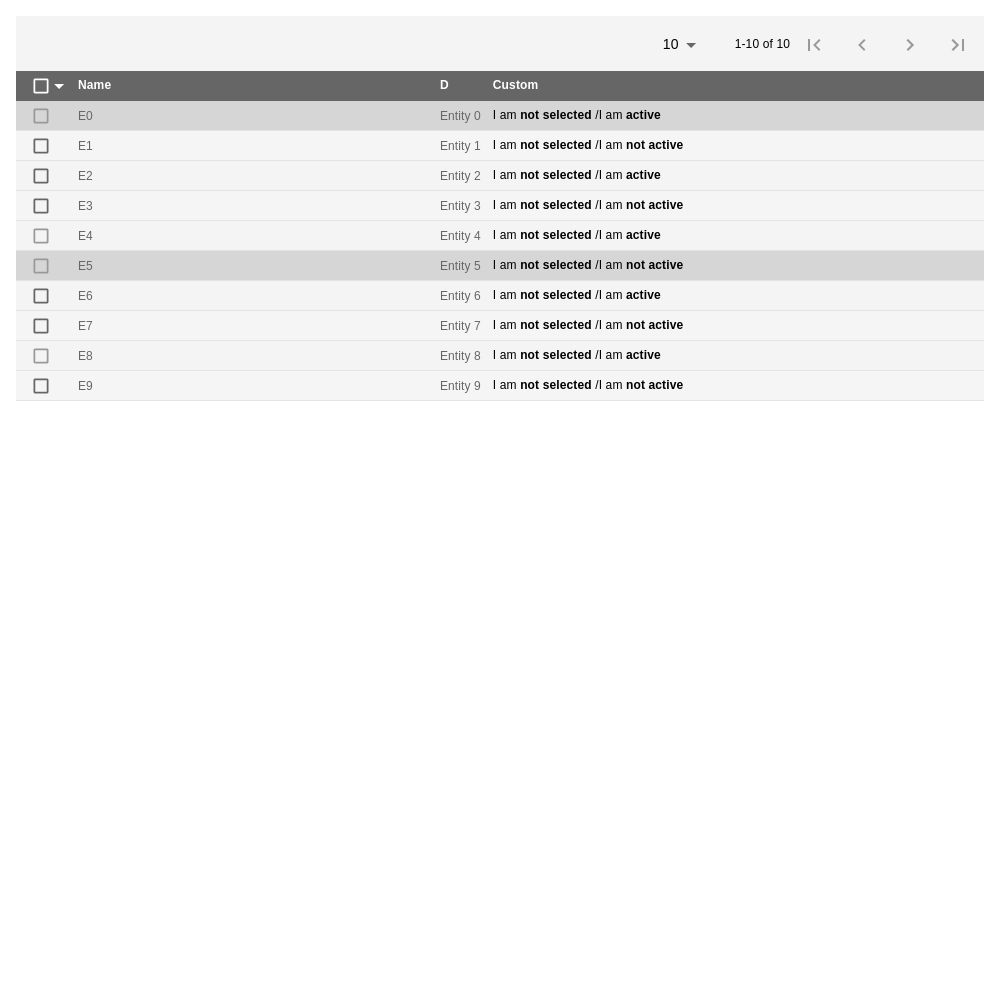 10 1-10 of 10
Name D Custom
E0 Entity 0 I am not selected /I am active
E1 Entity 1 I am not selected /I am not active
E2 Entity 2 I am not selected /I am active
E3 Entity 3 I am not selected /I am not active
E4 Entity 4 I am not selected /I am active
E5 Entity 5 I am not selected /I am not active
E6 Entity 6 I am not selected /I am active
E7 Entity 7 I am not selected /I am not active
E8 Entity 8 I am not selected /I am active
E9 Entity 9 I am not selected /I am not active